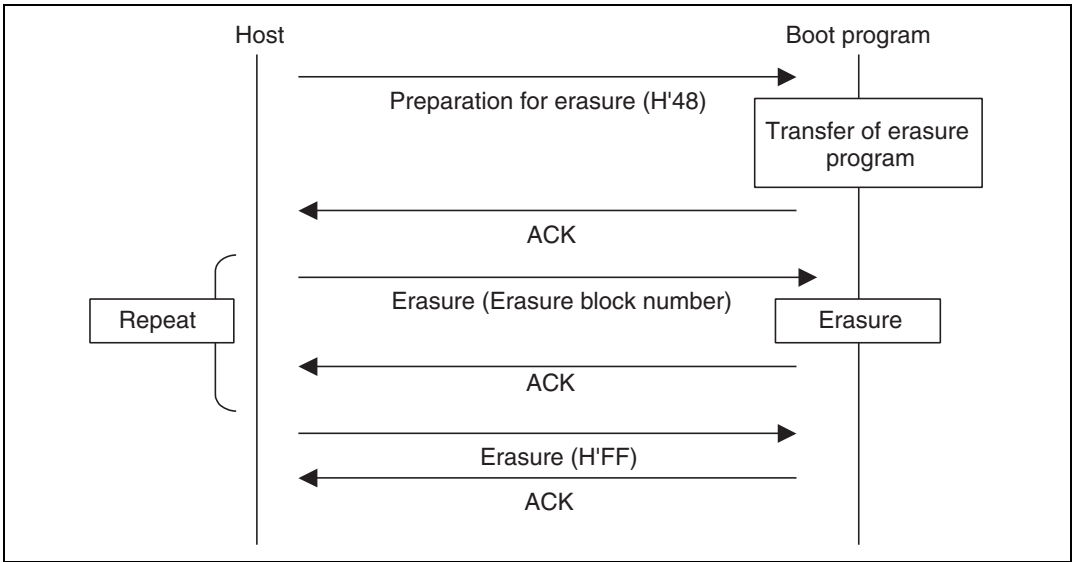 Host
Boot program
Preparation for erasure (H'48)
Transfer of erasure
program
ACK
Erasure (Erasure block number)
Repeat
Erasure
ACK
Erasure (H'FF)
ACK